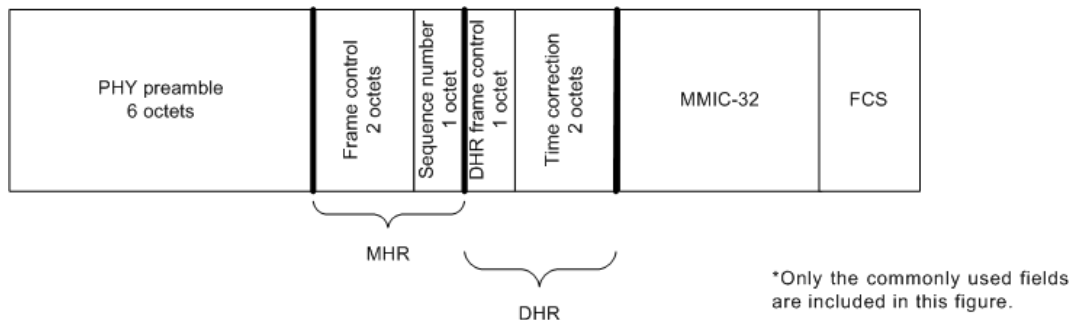 PHY preamble
6 octets
Frame control
2 octets
Sequence number
1 octet
DHR frame control
1 octet
Time correction
2 octets
MMIC-32
FCS
MHR
DHR
*Only the commonly used fields
are included in this figure.